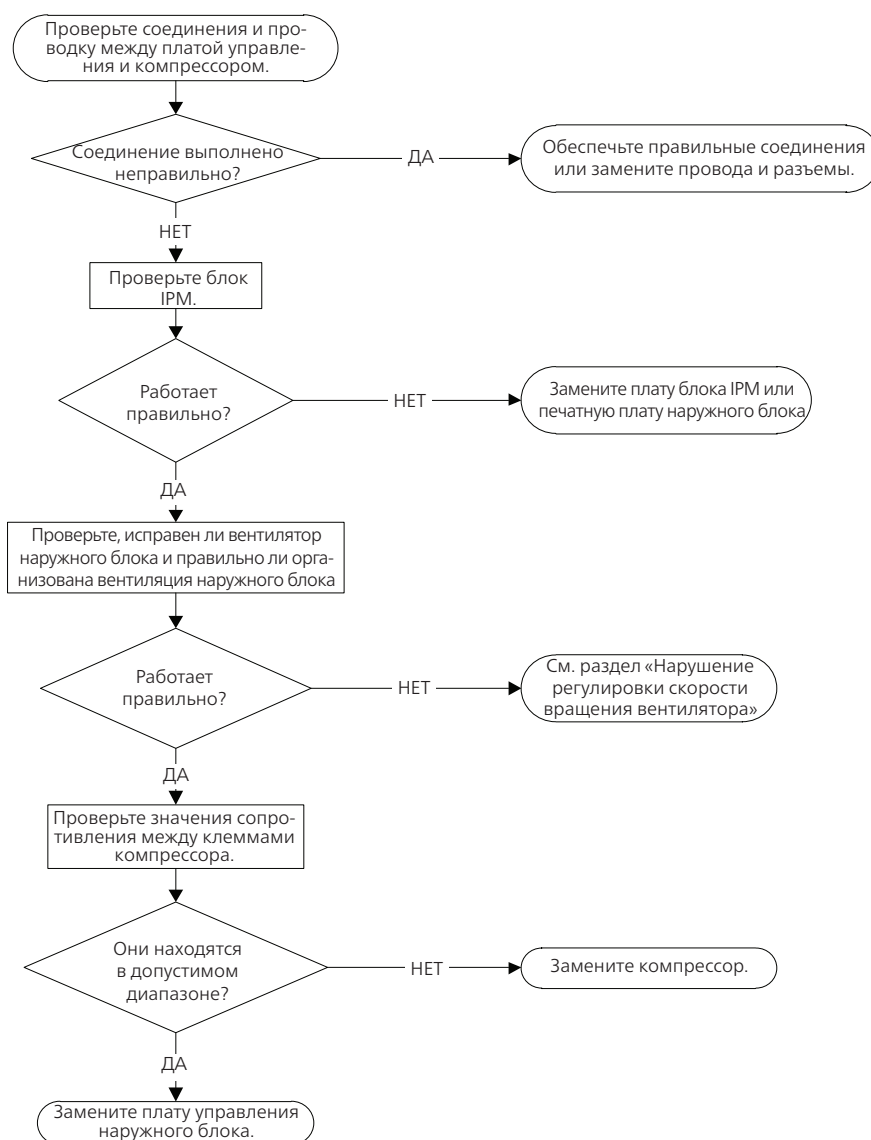 Проверьте соединения и про-
водку между платой управле-
ния и компрессором.
Соединение выполнено
неправильно?
ДА
Обеспечьте правильные соединения
или замените провода и разъемы.
НЕТ
Проверьте блок
IPM.
Работает
правильно?
НЕТ
Замените плату блока IPM или
печатную плату наружного блока
ДА
Проверьте, исправен ли вентилятор
наружного блока и правильно ли орга-
низована вентиляция наружного блока
Работает
правильно?
НЕТ
См. раздел «Нарушение
регулировки скорости
вращения вентилятора»
ДА
Проверьте значения сопро-
тивления между клеммами
компрессора.
Они находятся
в допустимом
диапазоне?
НЕТ
Замените компрессор.
ДА
Замените плату управления
наружного блока.